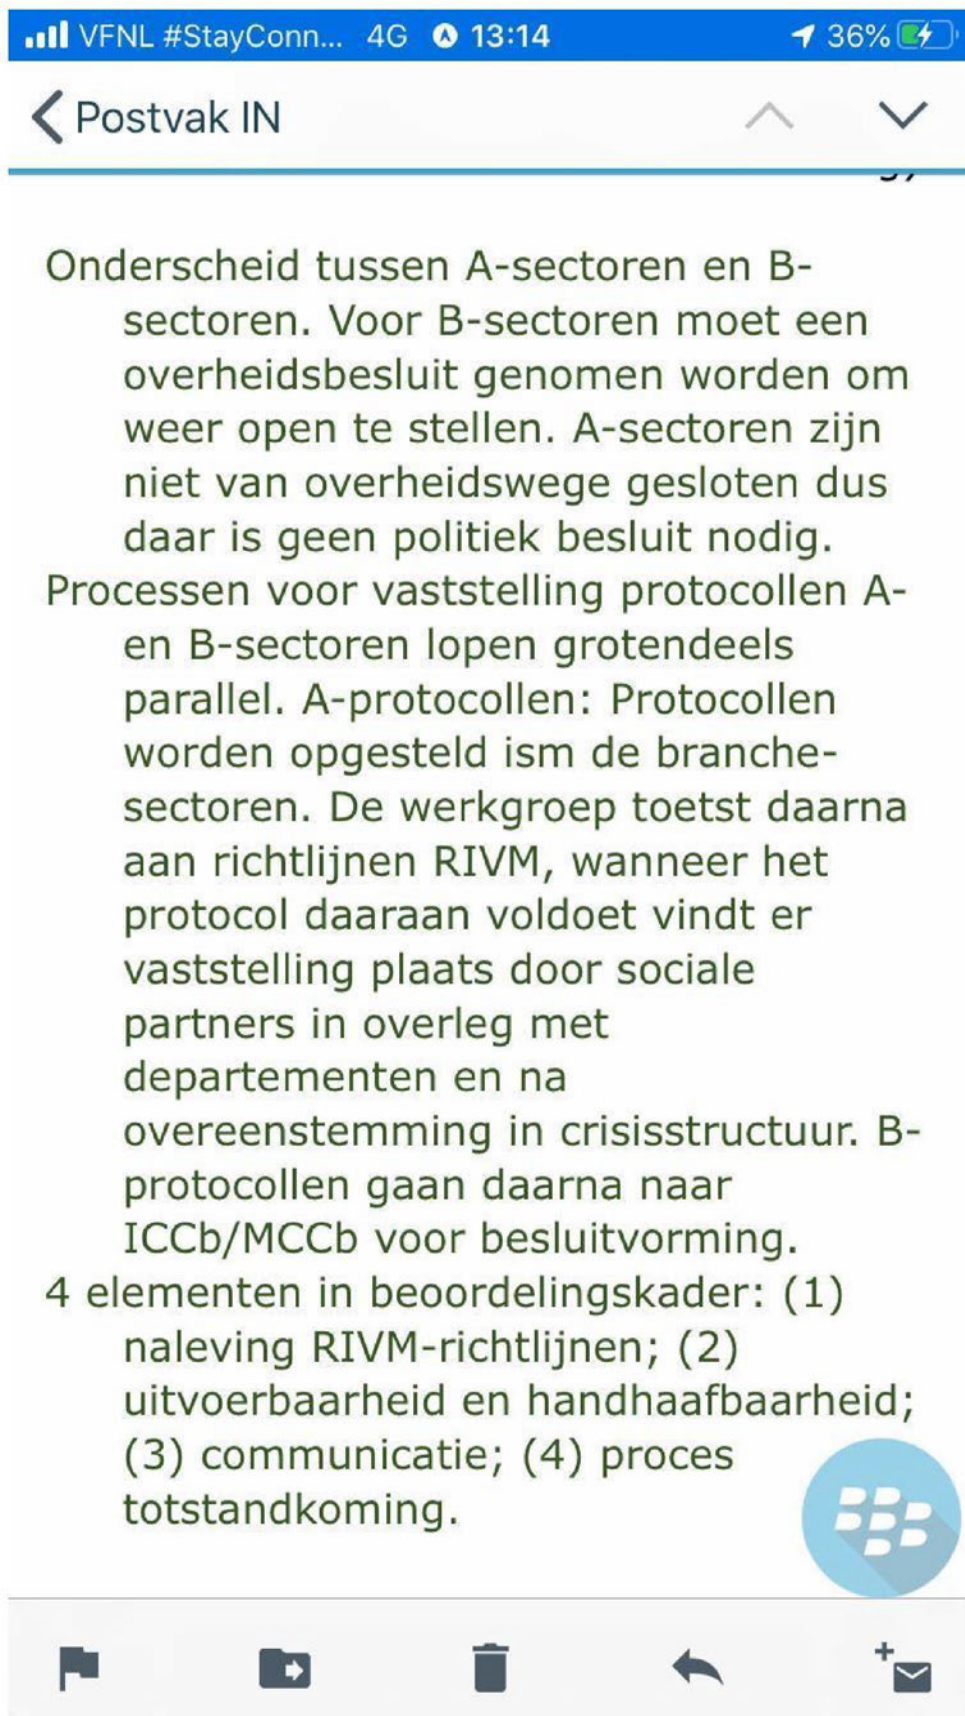 VFNL #StayConn... 4G 13:14 36%
Postvak IN
Onderscheid tussen A-sectoren en B-
sectoren. Voor B-sectoren moet een
overheidsbesluit genomen worden om
weer open te stellen. A-sectoren zijn
niet van overheidswege gesloten dus
daar is geen politiek besluit nodig.
Processen voor vaststelling protocollen A-
en B-sectoren lopen grotendeels
parallel. A-protocollen: Protocollen
worden opgesteld ism de branche-
sectoren. De werkgroep toetst daarna
aan richtlijnen RIVM, wanneer het
protocol daaraan voldoet vindt er
vaststelling plaats door sociale
partners in overleg met
departementen en na
overeenstemming in crisisstructuur. B-
protocollen gaan daarna naar
ICCb/MCCb voor besluitvorming.
4 elementen in beoordelingskader: (1)
naleving RIVM-richtlijnen; (2)
uitvoerbaarheid en handhaafbaarheid;
(3) communicatie; (4) proces
totstandkoming.